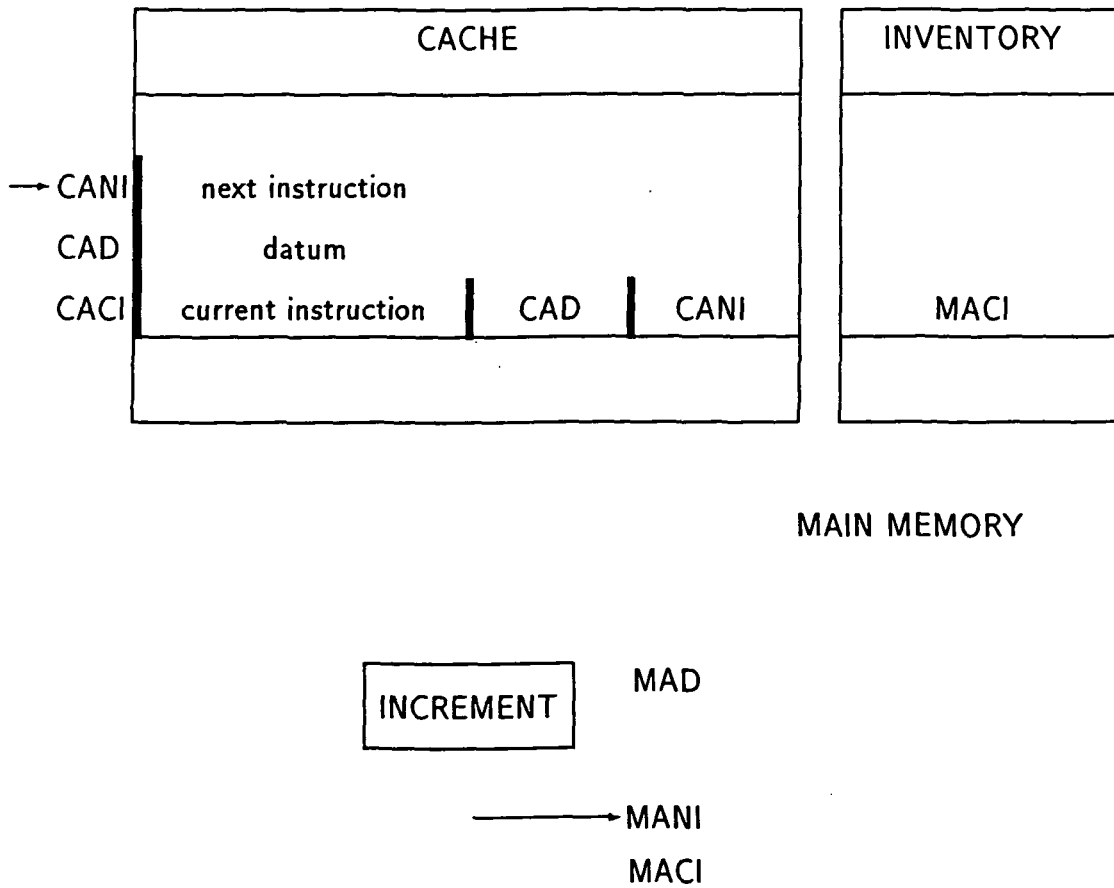 CACHE INVENTORY
CANI next instruction
CAD datum
CACI current instruction CAD CANI MACI
MAIN MEMORY
MAD
INCREMENT
MANI
MACI